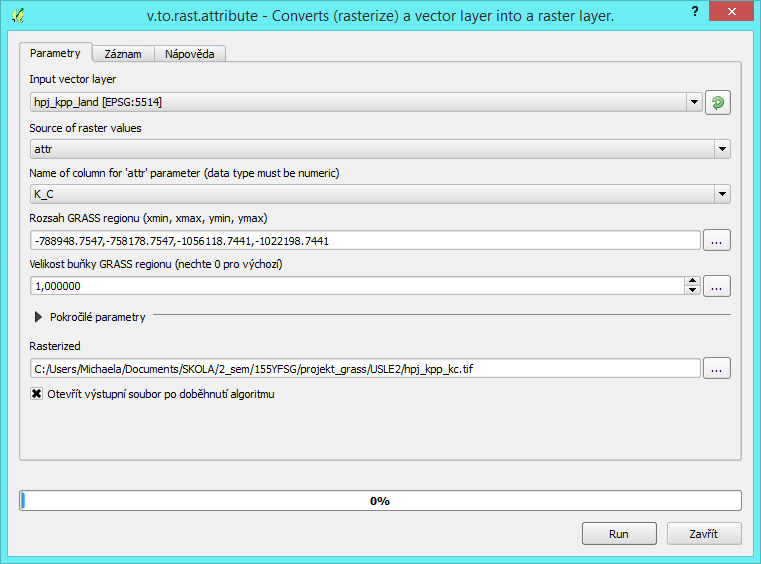 v.to.rast.attribute - Converts (rasterize) a vector layer into a raster layer.
?
Parametry
Záznam
Nápověda
Input vector layer
hpj_kpp_land [EPSG:5514]
Source of raster values
attr
Name of column for 'attr' parameter (data type must be numeric)
K_C
Rozsah GRASS regionu (xmin, xmax, ymin, ymax)
-788948.7547,-758178.7547,-1056118.7441,-1022198.7441
...
Velikost buňky GRASS regionu (nechte 0 pro výchozí)
1,000000
...
Pokročilé parametry
Rasterized
C:/Users/Michaela/Documents/SKOLA/2_sem/155YFSG/projekt_grass/USLE2/hpj_kpp_kc.tif
...
Otevřít výstupní soubor po doběhnutí algoritmu
0%
Run
Zavřít